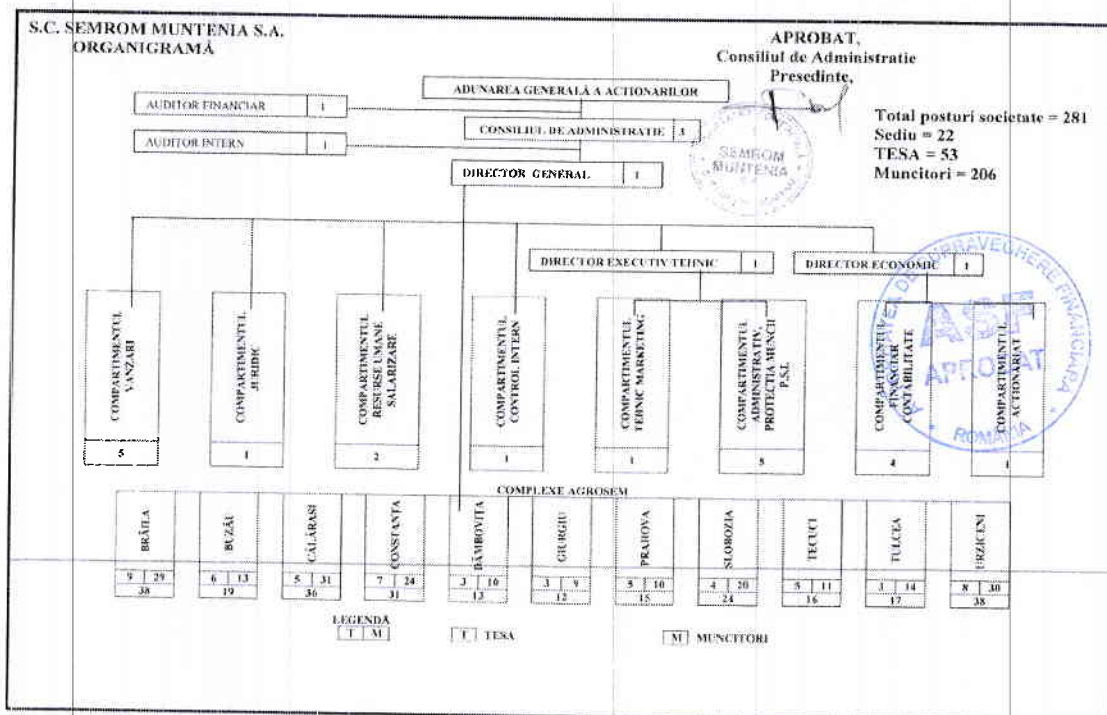 S.C. SEMROM MUNTENIA S.A.
ORGANIGRAMĂ
APROBAT,
Consiliul de Administratie
Presedinte,
Total posturi societate = 281
Sediu = 22
TESA = 53
Muncitori = 206
ADUNAREA GENERALĂ A ACTIONARILOR
AUDITOR FINANCIAR 1
CONSILIUL DE ADMINISTRATIE 3
AUDITOR INTERN 1
DIRECTOR GENERAL 1
SEMROM
MUNTENIA
DIRECTOR EXECUTIV TEHNIC 1
DIRECTOR ECONOMIC 1
COMPARTIMENTUL
VANZARI
5
COMPARTIMENTUL
JURIDIC
1
COMPARTIMENTUL
RESURSE UMANE
SALARIZARE
2
COMPARTIMENTUL
CONTROL INTERN
1
COMPARTIMENTUL
TEHNIC MARKETING
1
COMPARTIMENTUL
ADMINISTRATIV,
PROTECTIA MUNCII
P.S.I.
5
COMPARTIMENTUL
FINANCIAR
CONTABILITATE
4
COMPARTIMENTUL
ACTIONARIAT
1
AUTORITATEA DE SUPRAVEGHERE FINANCIARA
ASF
APROBAT
ROMANIA
COMPLEXE AGROSEM
BRĂILA
9 29
38
BUZĂU
6 13
19
CĂLĂRASI
5 31
36
CONSTANTA
7 24
31
DÂMBOVIȚA
3 10
13
GIURGIU
3 9
12
PRAHOVA
5 10
15
SLOBOZIA
4 20
24
TECUCI
5 11
16
TULCEA
14
17
URZICENI
8 30
38
LEGENDĂ
T M
T TESA
M MUNCITORI